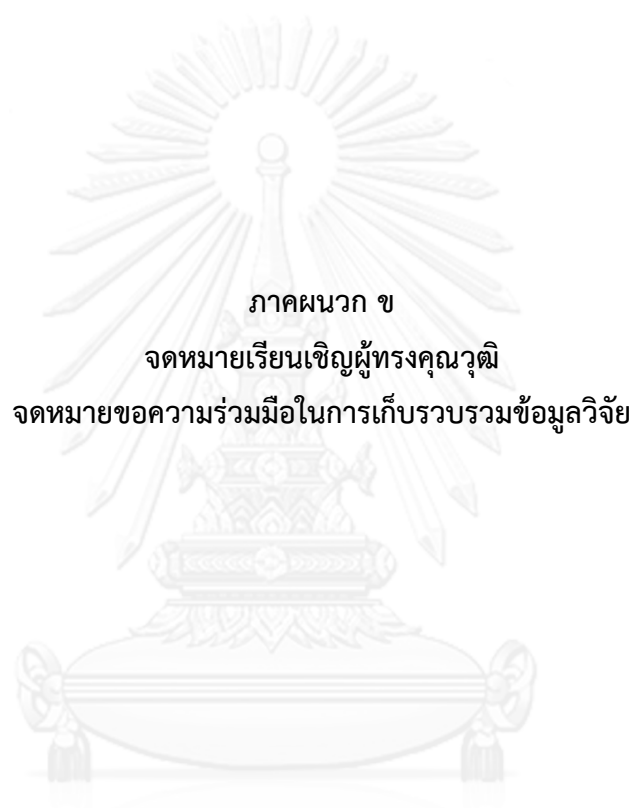 ภาคผนวก ข
จดหมายเรียนเชิญผู้ทรงคุณวุฒิ
จดหมายขอความร่วมมือในการเก็บรวบรวมข้อมูลวิจัย